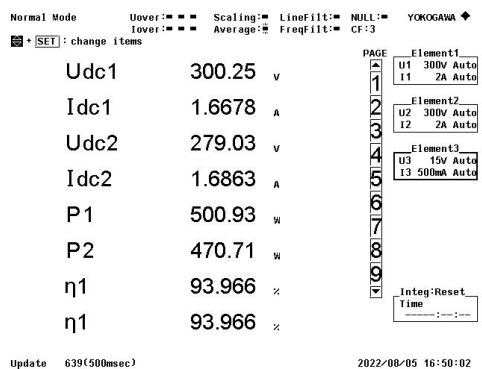 Normal Mode Uover:■ ■ ■ Scaling:■ LineFilt:■ NULL:■ YOKOGAWA ◆
Iover:■ ■ ■ Average:■ FreqFilt:■ CF:3
+ SET : change items
PAGE
Element1
U1 300V Auto
I1 2A Auto
Element2
U2 300V Auto
I2 2A Auto
Element3
U3 15V Auto
I3 500mA Auto
Udc1 300.25 V
Idc1 1.6678 A
Udc2 279.03 V
Idc2 1.6863 A
P1 500.93 W
P2 470.71 W
η1 93.966 %
η1 93.966 %
▲
1
2
3
4
5
6
7
8
9
▼
Integ:Reset
Time
-----:--:--
Update 639(500msec) 2022/08/05 16:50:02